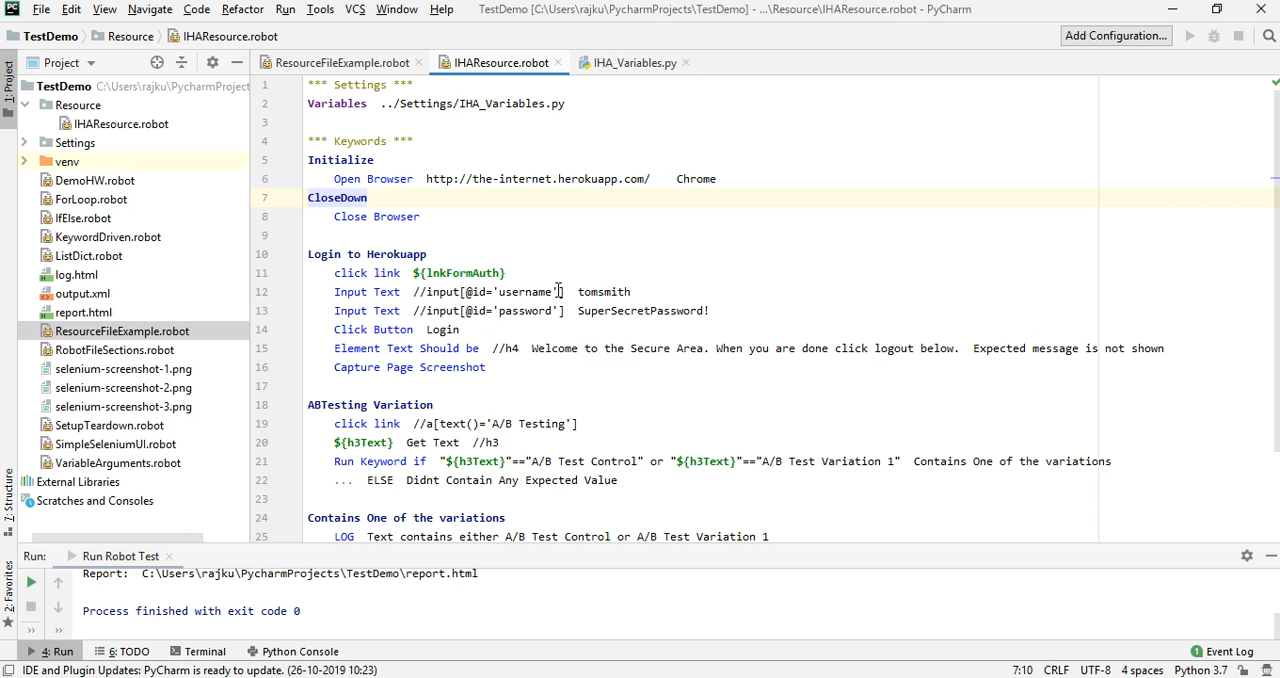 File Edit View Navigate Code Refactor Run Tools VCS Window Help TestDemo [C:\Users\rajku\PycharmProjects\TestDemo] - ...\Resource\IHAResource.robot - PyCharm
TestDemo Resource IHAResource.robot Add Configuration...
1: Project
Project
ResourceFileExample.robot IHAResource.robot IHA_Variables.py
TestDemo C:\Users\rajku\PycharmProject
Resource
IHAResource.robot
Settings
venv
DemoHW.robot
ForLoop.robot
IfElse.robot
KeywordDriven.robot
ListDict.robot
log.html
output.xml
report.html
ResourceFileExample.robot
RobotFileSections.robot
selenium-screenshot-1.png
selenium-screenshot-2.png
selenium-screenshot-3.png
SetupTeardown.robot
SimpleSeleniumUI.robot
VariableArguments.robot
External Libraries
Scratches and Consoles
1 *** Settings ***
2 Variables ../Settings/IHA_Variables.py
3
4 *** Keywords ***
5 Initialize
6 Open Browser http://the-internet.herokuapp.com/ Chrome
7 CloseDown
8 Close Browser
9
10 Login to Herokuapp
11 click link ${lnkFormAuth}
12 Input Text //input[@id='username'] tomsmith
13 Input Text //input[@id='password'] SuperSecretPassword!
14 Click Button Login
15 Element Text Should be //h4 Welcome to the Secure Area. When you are done click logout below. Expected message is not shown
16 Capture Page Screenshot
17
18 ABTesting Variation
19 click link //a[text()='A/B Testing']
20 ${h3Text} Get Text //h3
21 Run Keyword if "${h3Text}"=="A/B Test Control" or "${h3Text}"=="A/B Test Variation 1" Contains One of the variations
22 ... ELSE Didnt Contain Any Expected Value
23
24 Contains One of the variations
25 LOG Text contains either A/B Test Control or A/B Test Variation 1
7: Structure
2: Favorites
Run: Run Robot Test
Report: C:\Users\rajku\PycharmProjects\TestDemo\report.html
Process finished with exit code 0
4: Run 6: TODO Terminal Python Console 1 Event Log
IDE and Plugin Updates: PyCharm is ready to update. (26-10-2019 10:23) 7:10 CRLF UTF-8 4 spaces Python 3.7